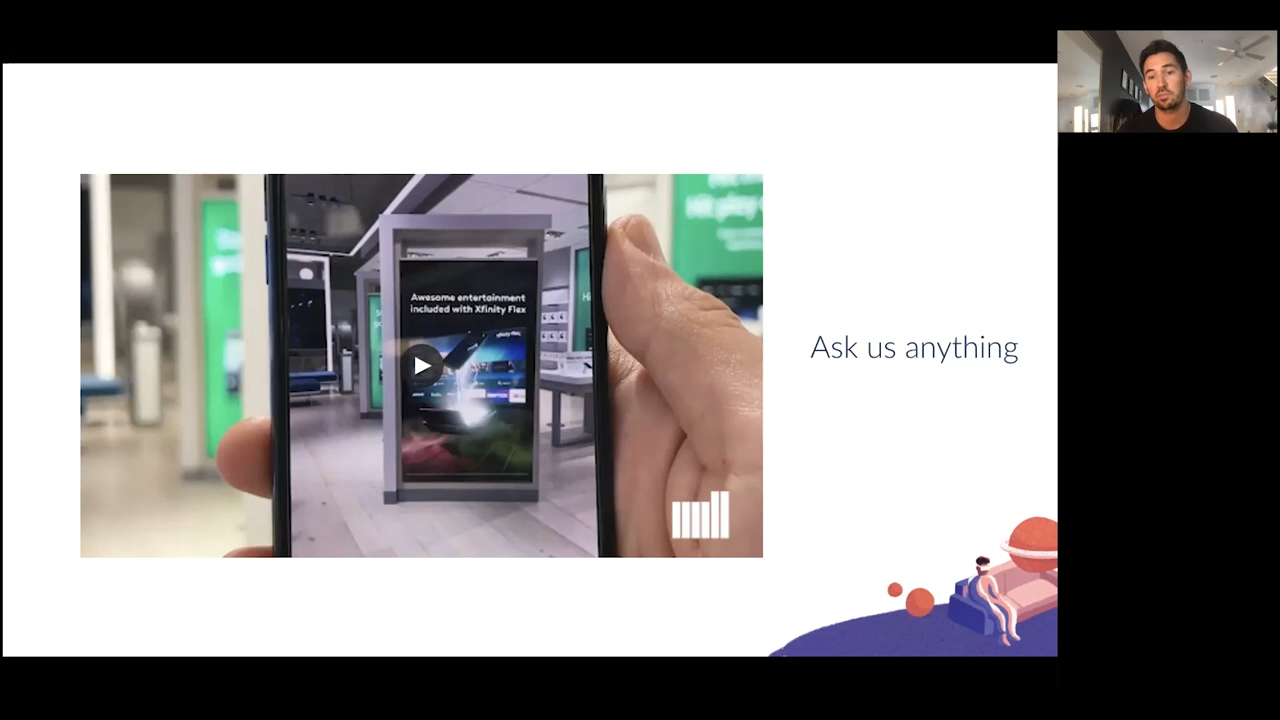 Awesome entertainment
included with Xfinity Flex
Ask us anything